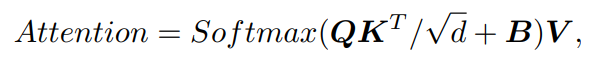 Attention = Softmax(QK^T/√d + B)V,